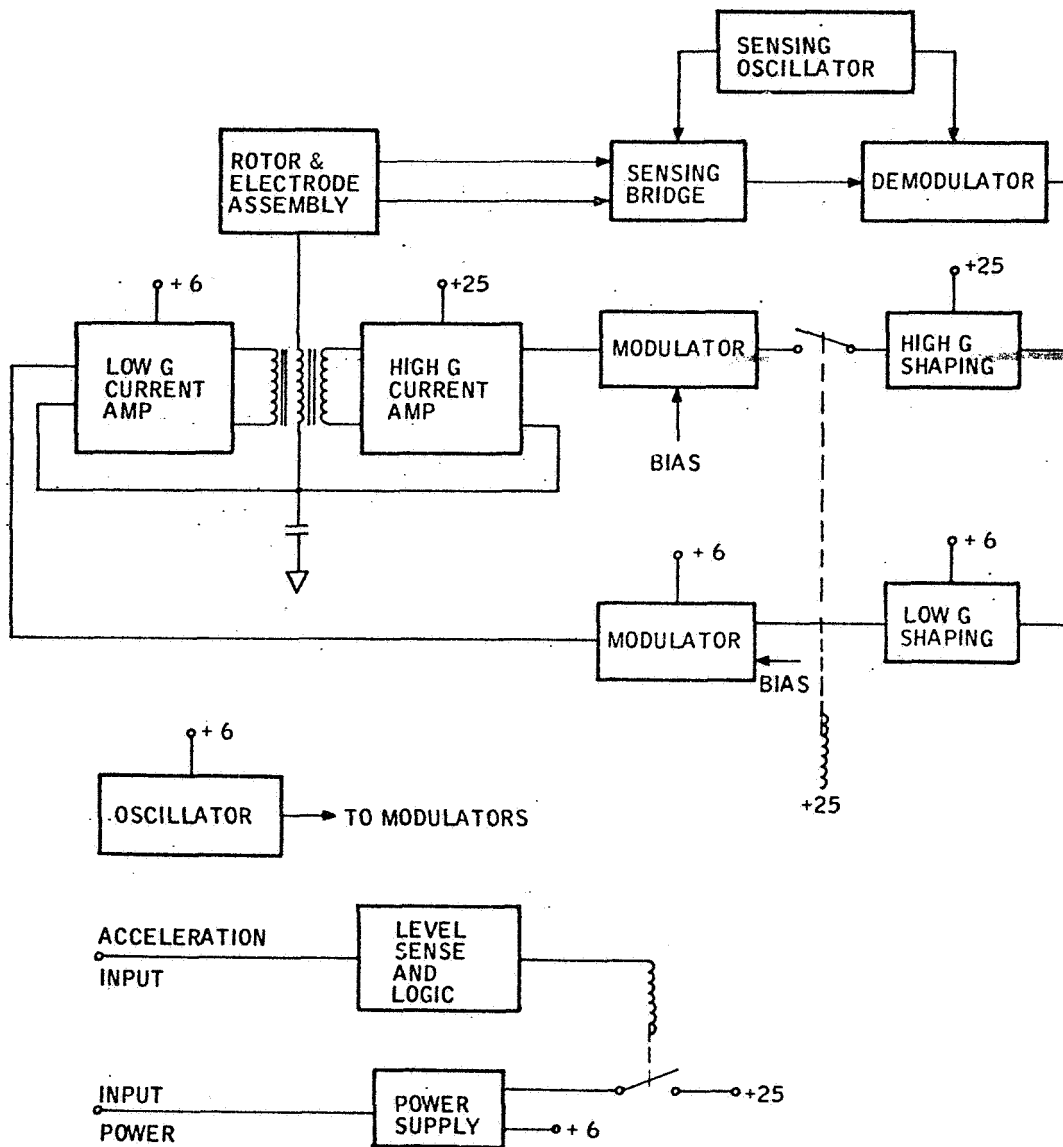 SENSING
OSCILLATOR
ROTOR &
ELECTRODE
ASSEMBLY
SENSING
BRIDGE
DEMODULATOR
+ 6
+25
+25
LOW G
CURRENT
AMP
HIGH G
CURRENT
AMP
MODULATOR
HIGH G
SHAPING
BIAS
+ 6
+ 6
MODULATOR
LOW G
SHAPING
BIAS
+ 6
+25
OSCILLATOR
TO MODULATORS
ACCELERATION
INPUT
LEVEL
SENSE
AND
LOGIC
INPUT
POWER
POWER
SUPPLY
+25
+ 6